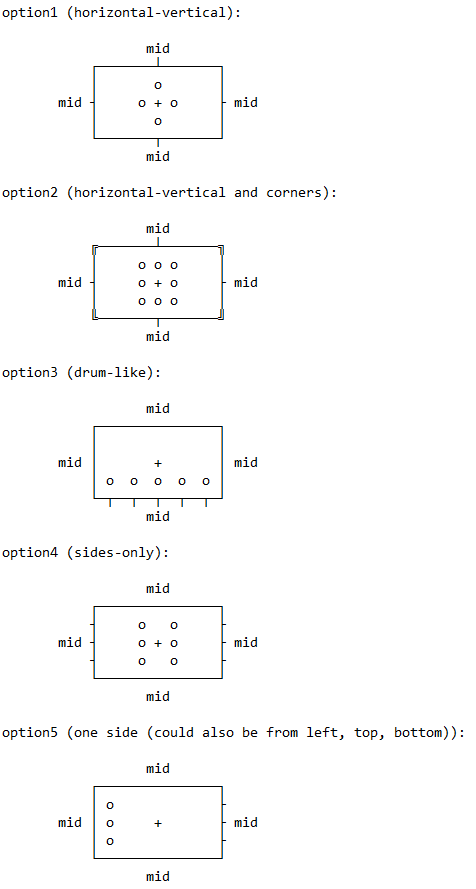 option1 (horizontal-vertical):
mid
o
mid o + o mid
o
mid
option2 (horizontal-vertical and corners):
mid
o o o
mid o + o mid
o o o
mid
option3 (drum-like):
mid
mid + mid
o o o o o
mid
option4 (sides-only):
mid
o o
mid o + o mid
o o
mid
option5 (one side (could also be from left, top, bottom)):
mid
o
mid o + mid
o
mid